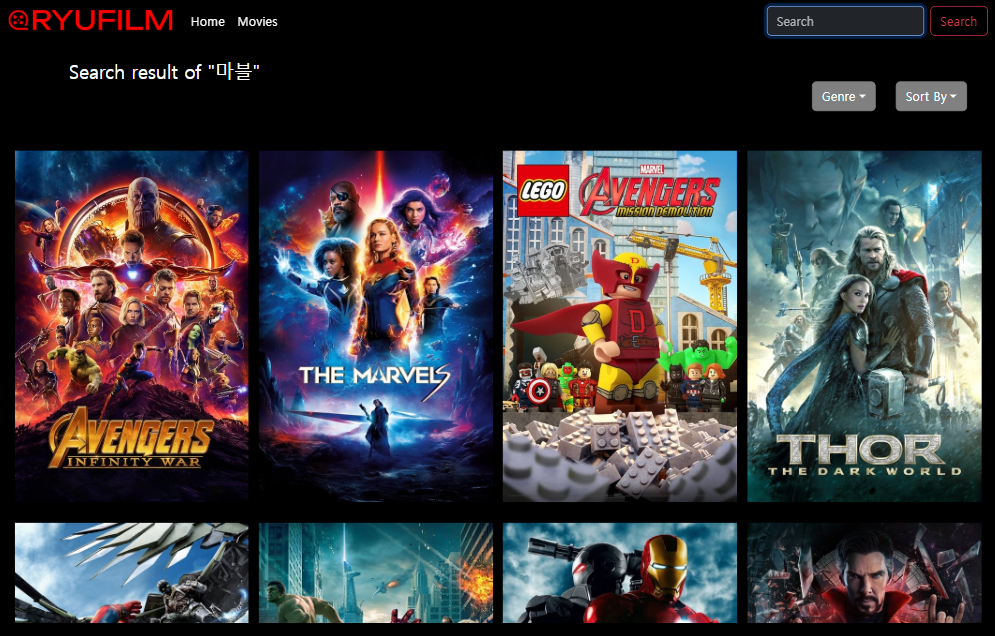 RYUFILM Home Movies Search Search
Search result of "마블"
Genre Sort By
AVENGERS
INFINITY WAR
THE MARVELS
LEGO MARVEL
AVENGERS
MISSION DEMOLITION
D
D
THOR
THE DARK WORLD